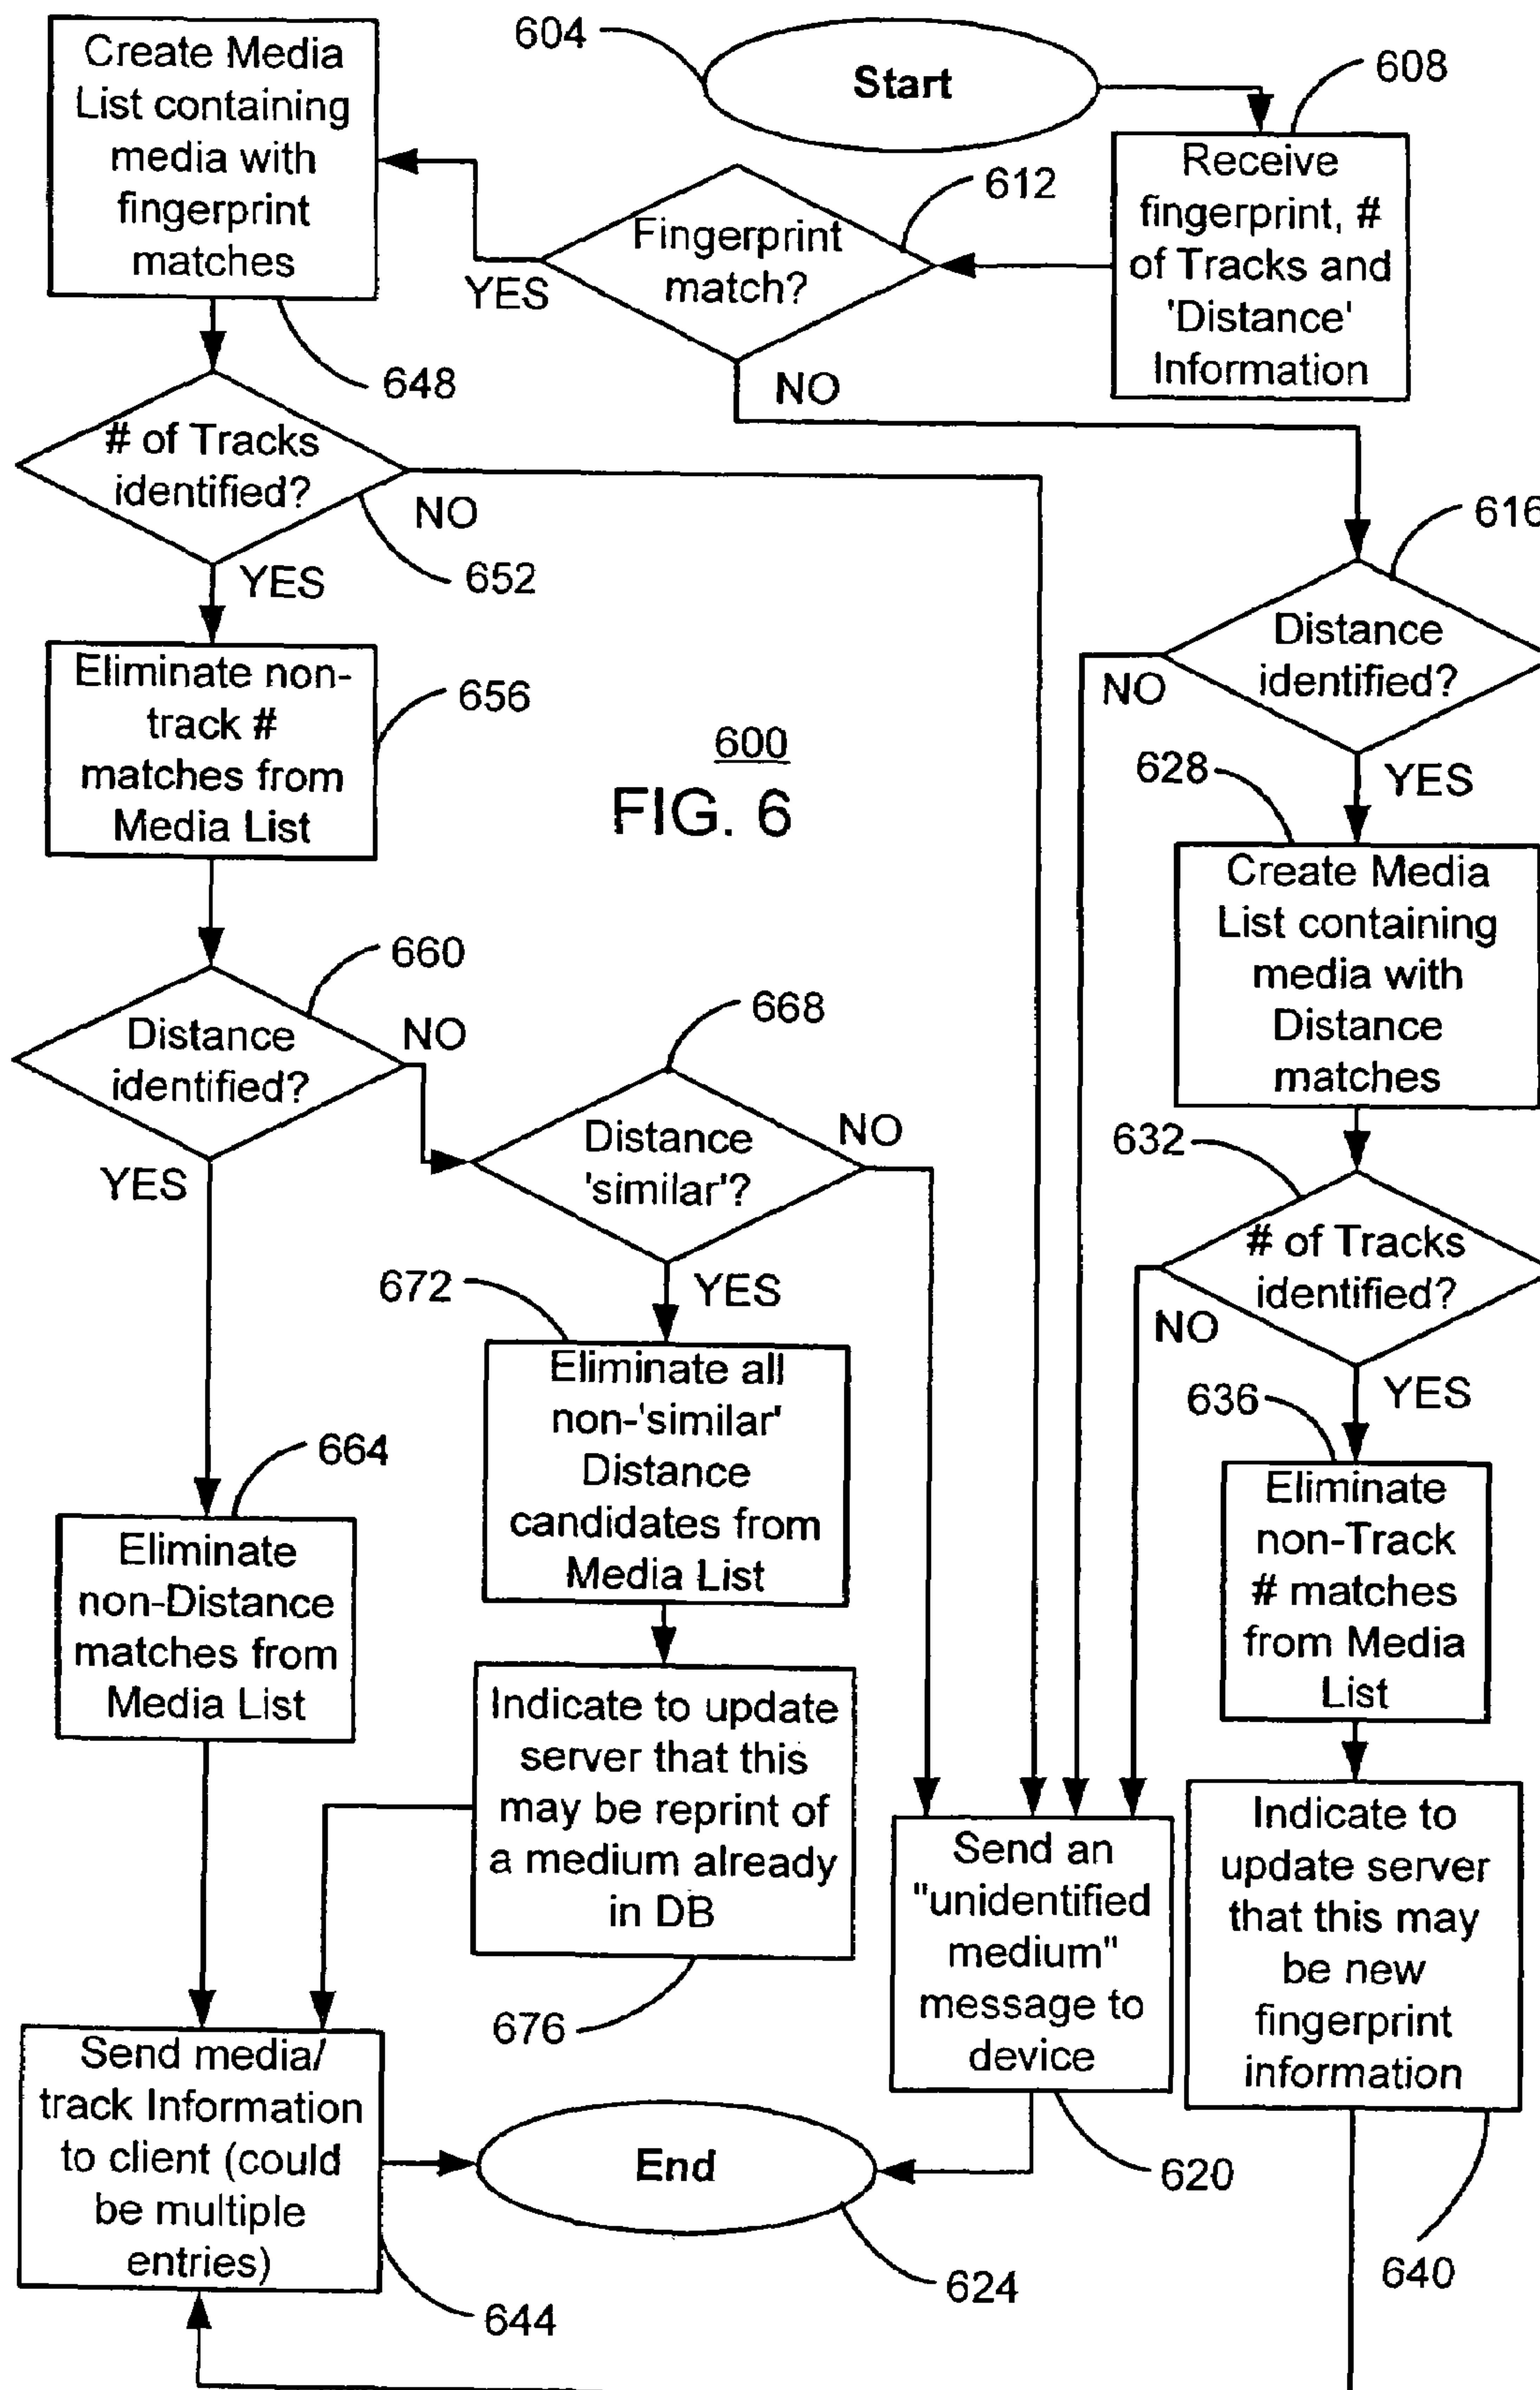 604
Start
608
Receive
fingerprint, #
of Tracks and
'Distance'
Information
612
Fingerprint
match?
YES
NO
Create Media
List containing
media with
fingerprint
matches
648
# of Tracks
identified?
NO
YES
652
Eliminate non-
track #
matches from
Media List
656
600
FIG. 6
616
Distance
identified?
NO
YES
628
Create Media
List containing
media with
Distance
matches
632
# of Tracks
identified?
NO
YES
636
Eliminate
non-Track
# matches
from Media
List
Indicate to
update server
that this may
be new
fingerprint
information
640
660
Distance
identified?
NO
YES
668
Distance
'similar'?
NO
YES
672
Eliminate all
non-'similar'
Distance
candidates from
Media List
Indicate to update
server that this
may be reprint of
a medium already
in DB
676
664
Eliminate
non-Distance
matches from
Media List
Send media/
track Information
to client (could
be multiple
entries)
644
Send an
"unidentified
medium"
message to
device
620
End
624